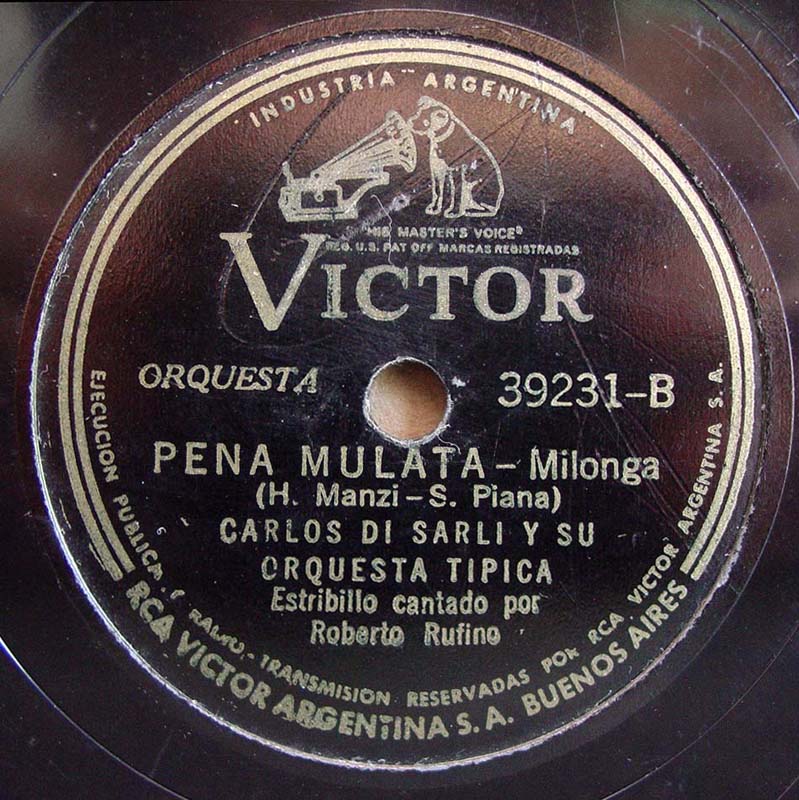 INDUSTRIA ARGENTINA
"HIS MASTER'S VOICE"
REG. U.S. PAT OFF MARCAS REGISTRADAS
VICTOR
ORQUESTA 39231-B
PENA MULATA - Milonga
(H. Manzi - S. Piana)
CARLOS DI SARLI Y SU
ORQUESTA TIPICA
Estribillo cantado por
Roberto Rufino
EJECUCION PUBLICA Y RADIO-TRANSMISION RESERVADAS POR RCA VICTOR ARGENTINA S. A.
RCA VICTOR ARGENTINA S. A. BUENOS AIRES